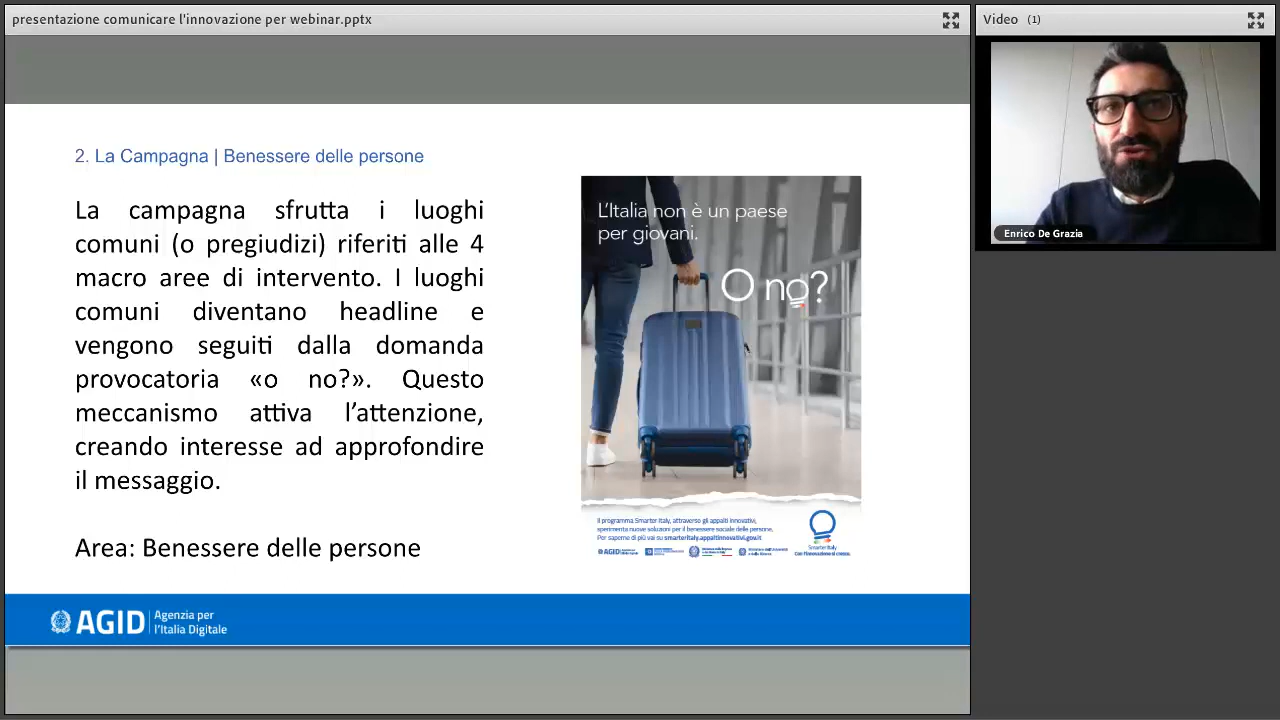 presentazione comunicare l'innovazione per webinar.pptx
Video (1)
Enrico De Grazia
2. La Campagna | Benessere delle persone
La campagna sfrutta i luoghi
comuni (o pregiudizi) riferiti alle 4
macro aree di intervento. I luoghi
comuni diventano headline e
vengono seguiti dalla domanda
provocatoria «o no?». Questo
meccanismo attiva l'attenzione,
creando interesse ad approfondire
il messaggio.
Area: Benessere delle persone
L'Italia non è un paese
per giovani.
O no?
Il programma Smarter Italy, attraverso gli appalti innovativi,
sperimenta nuove soluzioni per il benessere sociale delle persone.
Per saperne di più vai su smarteritaly.appaltinnovativi.gov.it
AGID
Smarter Italy
Con l'innovazione si cresce.
AGID
Agenzia per
l'Italia Digitale